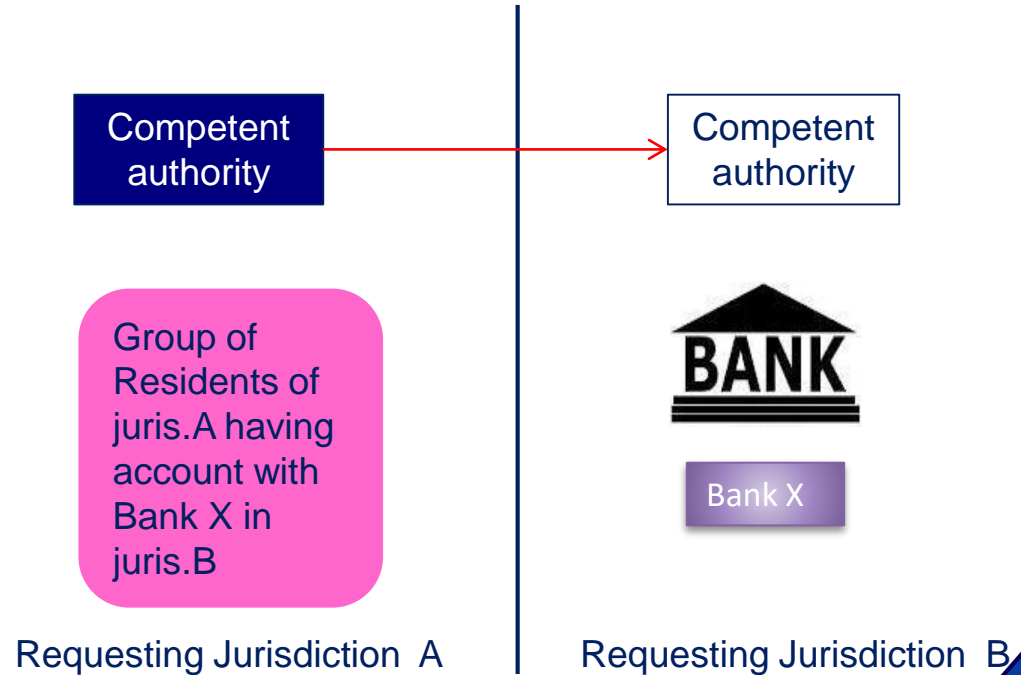 Competent
authority
Competent
authority
Group of
Residents of
juris.A having
account with
Bank X in
juris.B
BANK
Bank X
Requesting Jurisdiction A
Requesting Jurisdiction B